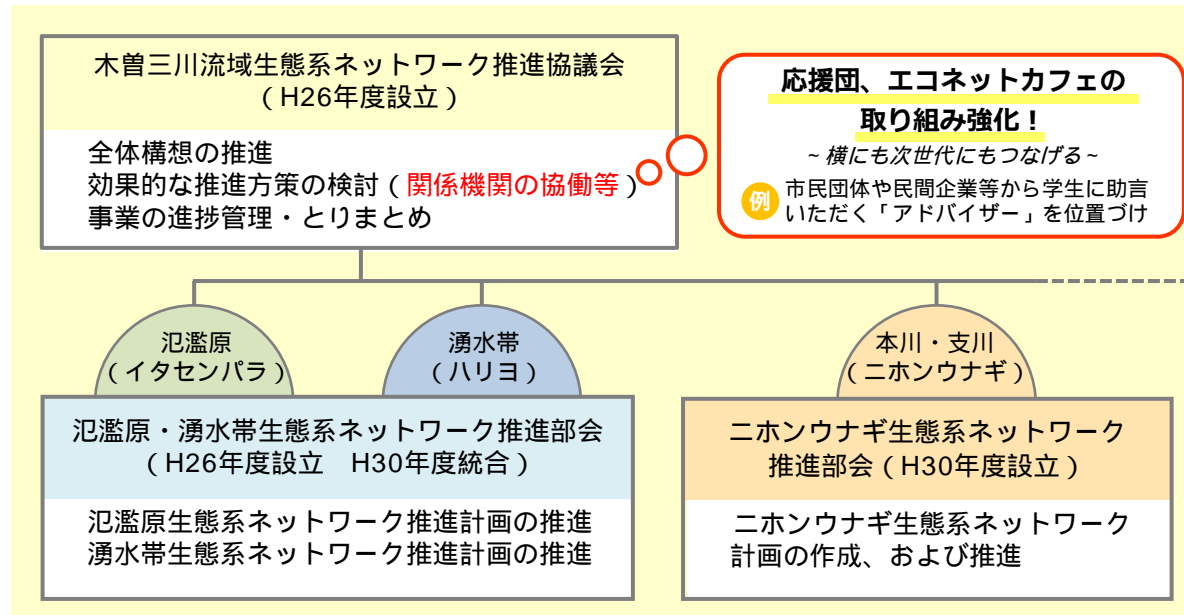 木曽三川流域生態系ネットワーク推進協議会
（H26年度設立）
全体構想の推進
効果的な推進方策の検討（関係機関の協働等）
事業の進捗管理・とりまとめ
応援団、エコネットカフェの
取り組み強化！
～横にも次世代にもつなげる～
例 市民団体や民間企業等から学生に助言
いただく「アドバイザー」を位置づけ
氾濫原
（イタセンパラ）
湧水帯
（ハリヨ）
本川・支川
（ニホンウナギ）
氾濫原・湧水帯生態系ネットワーク推進部会
（H26年度設立　H30年度統合）
氾濫原生態系ネットワーク推進計画の推進
湧水帯生態系ネットワーク推進計画の推進
ニホンウナギ生態系ネットワーク
推進部会（H30年度設立）
ニホンウナギ生態系ネットワーク
計画の作成、および推進